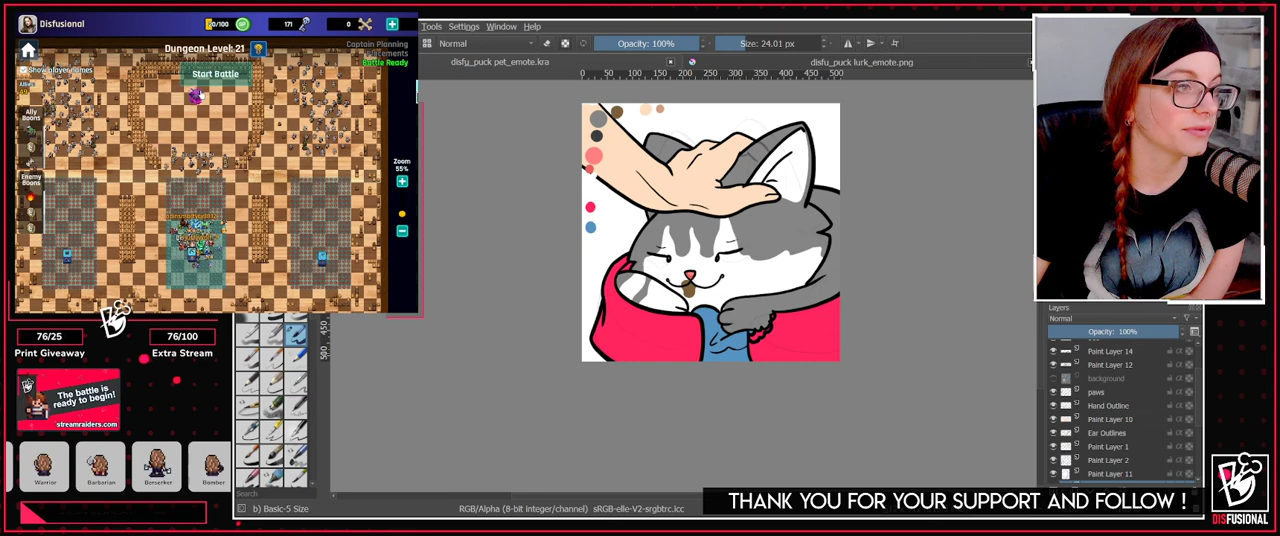 Disfusional
0/100
171
0
Dungeon Level: 21
Captain Planning
Battle Ready
Show player names
Start Battle
Allies
Ally
Boons
Enemy
Boons
Zoom
55%
Tools Settings Window Help
Normal
Opacity: 100%
Size: 24.01 px
disfu_puck pet_emote.kra
disfu_puck lurk_emote.png
0 50 100 150 200 250 300 350 400 450 500
450
500
76/25
Print Giveaway
76/100
Extra Stream
The battle is
ready to begin!
streamraiders.com
Warrior
Barbarian
Berserker
Bomber
Search
b) Basic-5 Size
RGB/Alpha (8-bit integer/channel) sRGB-elle-V2-srgbtrc.icc
Layers
Normal
Opacity: 100%
Paint Layer 14
Paint Layer 12
background
paws
Hand Outline
Paint Layer 10
Ear Outlines
Paint Layer 1
Paint Layer 2
Paint Layer 11
THANK YOU FOR YOUR SUPPORT AND FOLLOW !
DISFUSIONAL